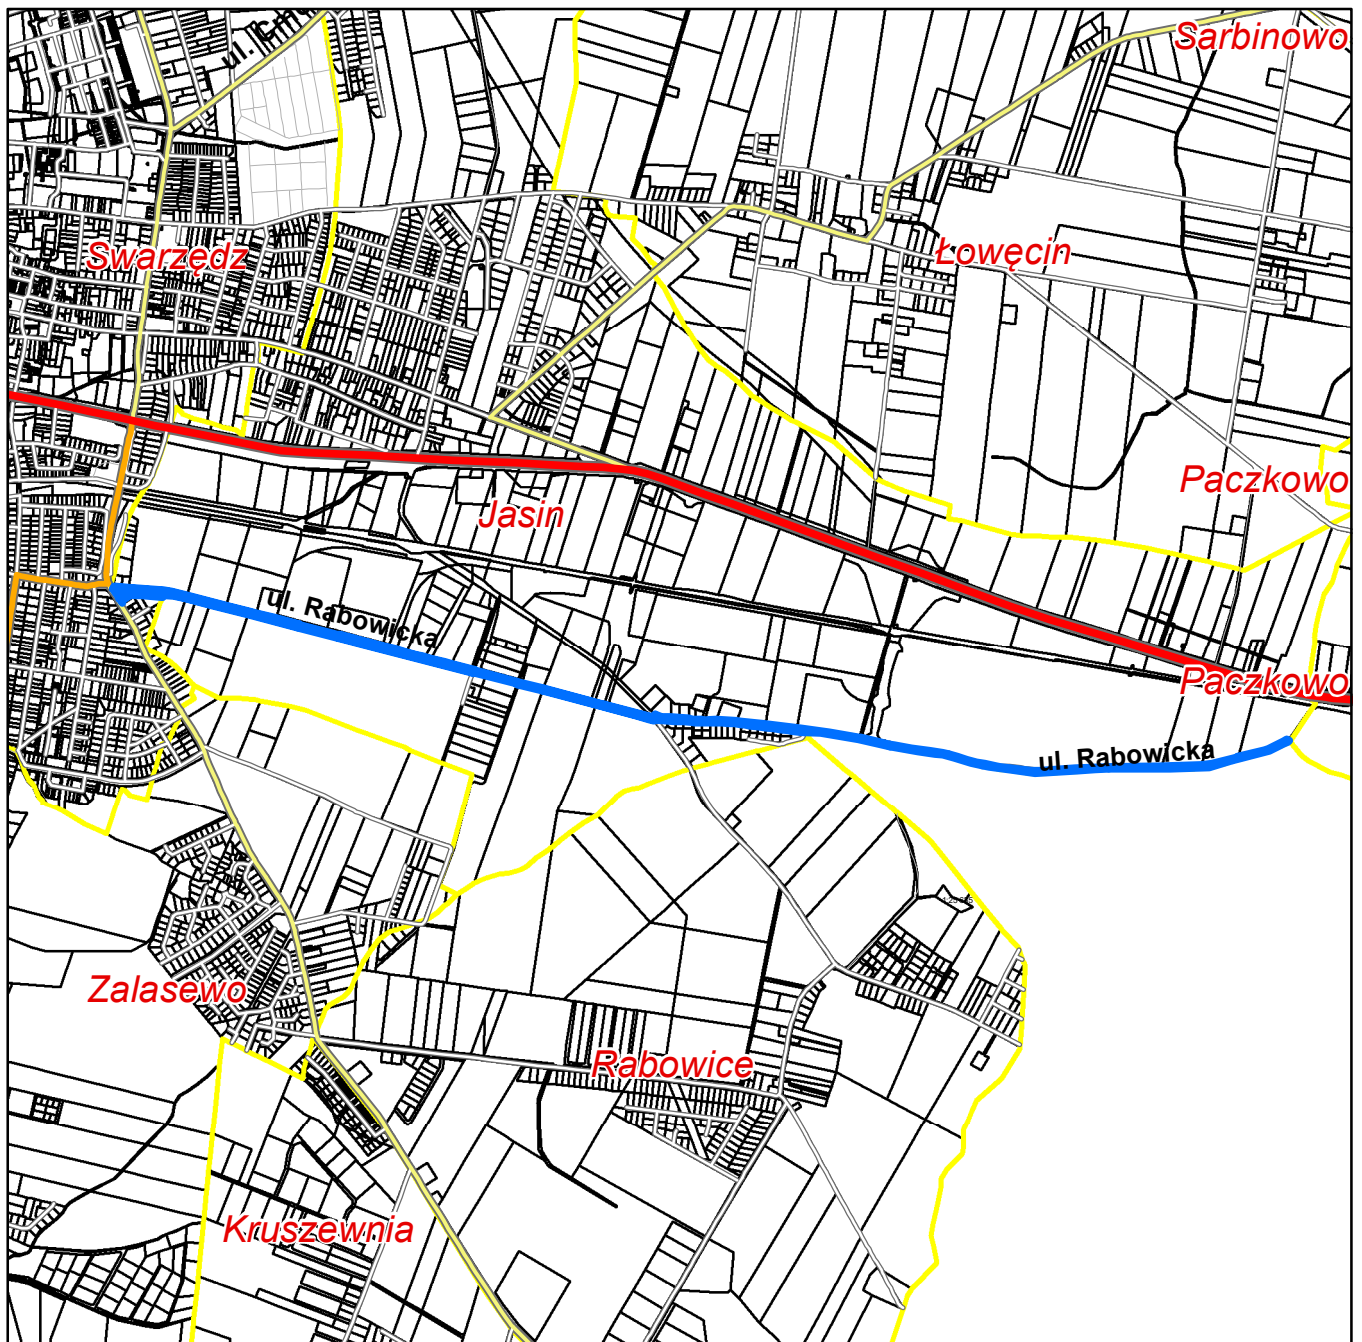 Sarbinowo
Swarzędz
Łowęcin
Paczkowo
Jasin
ul. Rabowicka
Paczkowo
ul. Rabowicka
Zalasewo
Rabowice
Kruszewnia